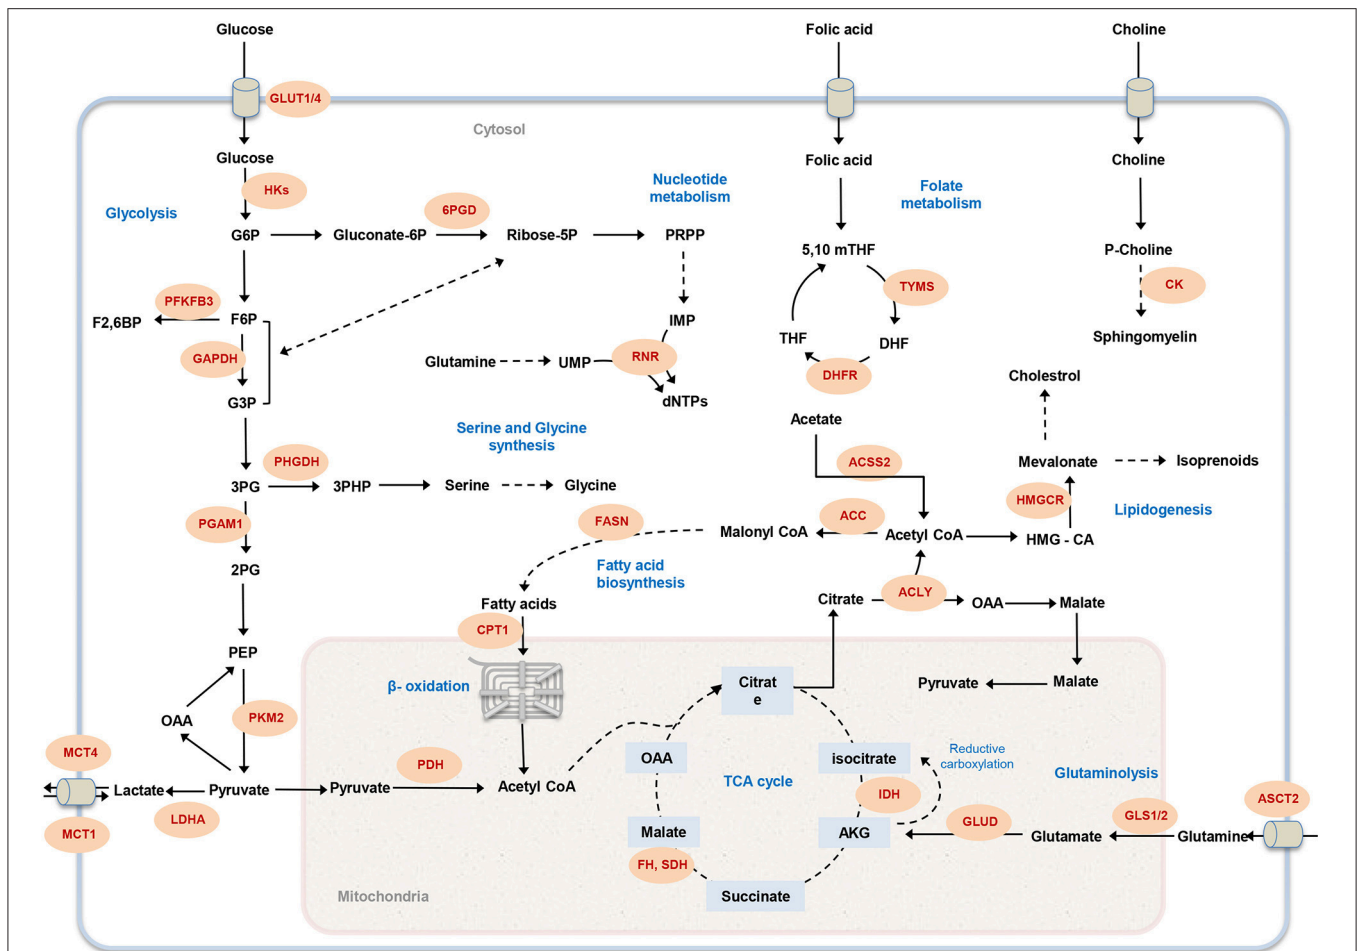 Glucose
Folic acid
Choline
GLUT1/4
Cytosol
Glucose
Folic acid
Choline
HKs
Nucleotide
metabolism
Folate
metabolism
Glycolysis
6PGD
G6P
Gluconate-6P
Ribose-5P
PRPP
5,10 mTHF
P-Choline
TYMS
CK
PFKFB3
F2,6BP
F6P
IMP
THF
DHF
Sphingomyelin
GAPDH
Glutamine
UMP
RNR
DHFR
Cholestrol
G3P
dNTPs
Acetate
Serine and Glycine
synthesis
PHGDH
ACSS2
Mevalonate
Isoprenoids
3PG
3PHP
Serine
Glycine
HMGCR
Lipidogenesis
PGAM1
FASN
ACC
Malonyl CoA
Acetyl CoA
HMG - CA
2PG
Fatty acid
biosynthesis
Fatty acids
Citrate
ACLY
OAA
Malate
CPT1
PEP
β- oxidation
Citrat
e
Pyruvate
Malate
OAA
PKM2
MCT4
PDH
OAA
TCA cycle
isocitrate
Reductive
carboxylation
Glutaminolysis
Lactate
Pyruvate
Pyruvate
Acetyl CoA
IDH
ASCT2
MCT1
LDHA
Malate
AKG
GLUD
Glutamate
GLS1/2
Glutamine
FH, SDH
Mitochondria
Succinate